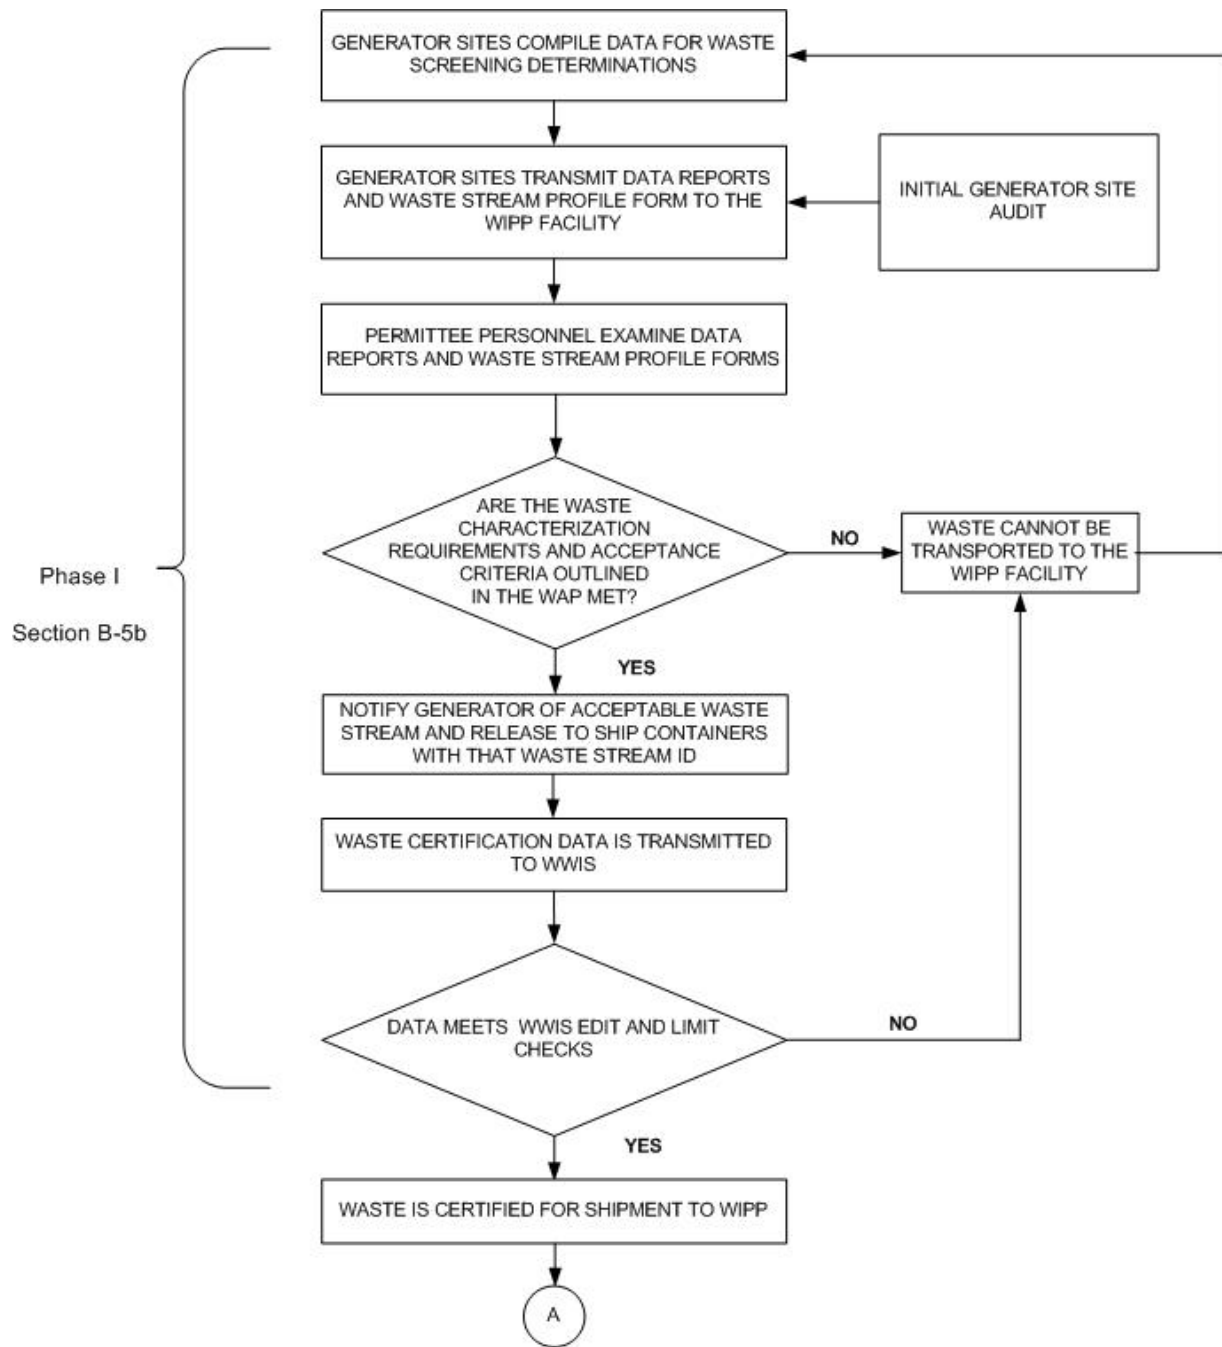 GENERATOR SITES COMPILE DATA FOR WASTE
SCREENING DETERMINATIONS
GENERATOR SITES TRANSMIT DATA REPORTS
AND WASTE STREAM PROFILE FORM TO THE
WIPP FACILITY
INITIAL GENERATOR SITE
AUDIT
PERMITTEE PERSONNEL EXAMINE DATA
REPORTS AND WASTE STREAM PROFILE FORMS
ARE THE WASTE
CHARACTERIZATION
REQUIREMENTS AND ACCEPTANCE
CRITERIA OUTLINED
IN THE WAP MET?
NO
WASTE CANNOT BE
TRANSPORTED TO THE
WIPP FACILITY
Phase I
Section B-5b
YES
NOTIFY GENERATOR OF ACCEPTABLE WASTE
STREAM AND RELEASE TO SHIP CONTAINERS
WITH THAT WASTE STREAM ID
WASTE CERTIFICATION DATA IS TRANSMITTED
TO WWIS
DATA MEETS WWIS EDIT AND LIMIT
CHECKS
NO
YES
WASTE IS CERTIFIED FOR SHIPMENT TO WIPP
A